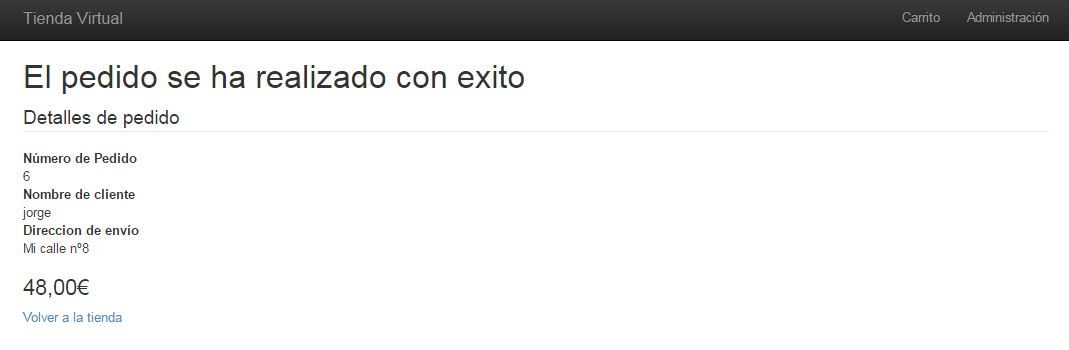 Tienda Virtual
Carrito
Administración
El pedido se ha realizado con exito
Detalles de pedido
Número de Pedido
6
Nombre de cliente
jorge
Direccion de envío
Mi calle nº8
48,00€
Volver a la tienda